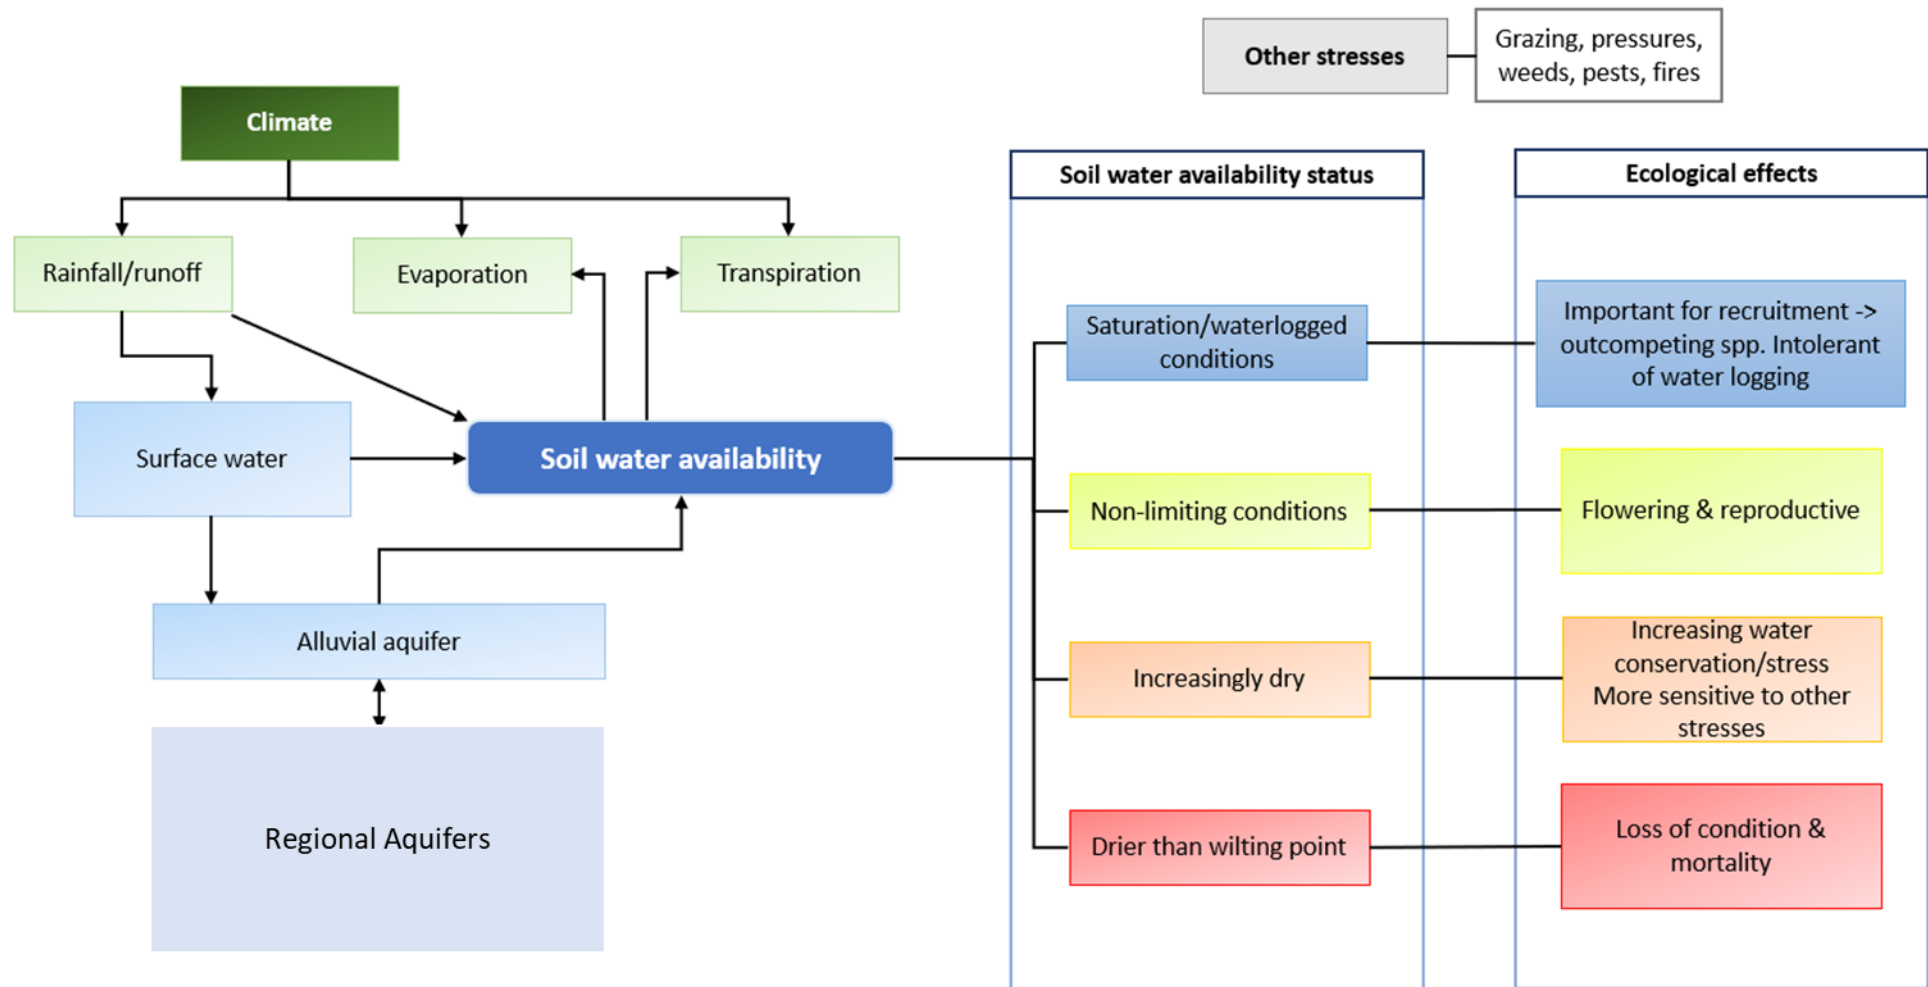 Other stresses
Grazing, pressures,
weeds, pests, fires
Climate
Soil water availability status
Ecological effects
Rainfall/runoff
Evaporation
Transpiration
Saturation/waterlogged
conditions
Important for recruitment ->
outcompeting spp. Intolerant
of water logging
Surface water
Soil water availability
Non-limiting conditions
Flowering & reproductive
Alluvial aquifer
Increasingly dry
Increasing water
conservation/stress
More sensitive to other
stresses
Regional Aquifers
Drier than wilting point
Loss of condition &
mortality